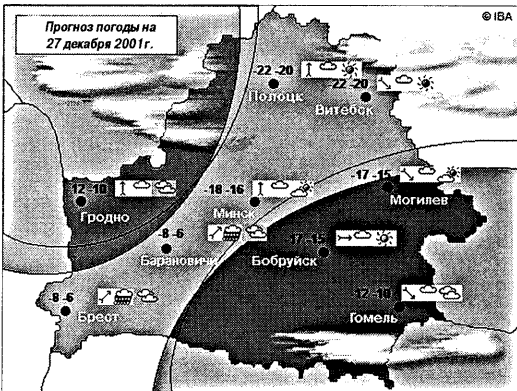 Прогноз погоды на
27 декабря 2001г.
© IBA
-22 -20
Полоцк
-22 -20
Витебск
-17 -15
Могилев
-12 -10
Гродно
-18 -16
Минск
-8 -6
Барановичи
-17 -15
Бобруйск
-8 -6
Брест
-12 -10
Гомель